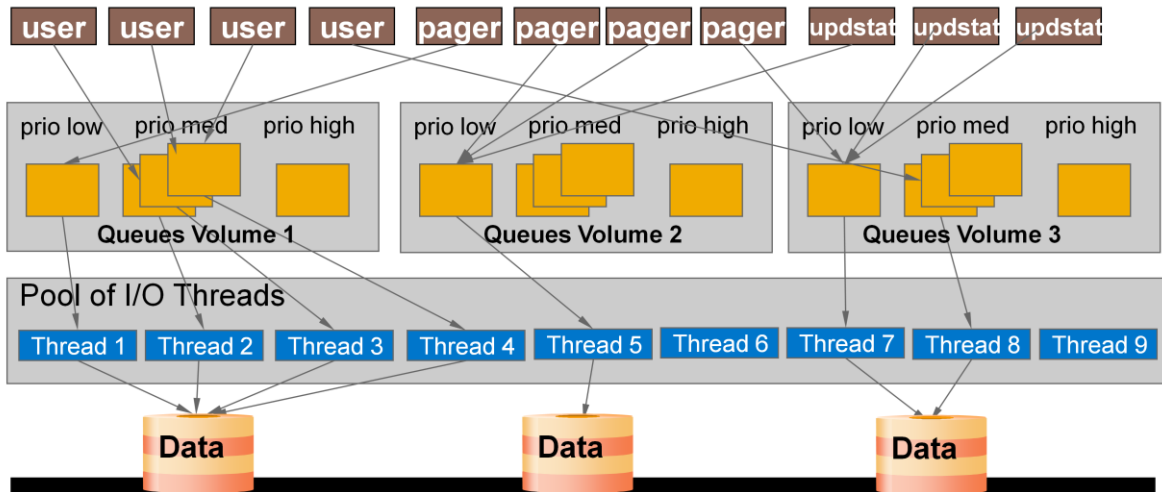 user user user user pager pager pager pager updstat updstat updstat
prio low prio med prio high prio low prio med prio high prio low prio med prio high
Queues Volume 1 Queues Volume 2 Queues Volume 3
Pool of I/O Threads
Thread 1 Thread 2 Thread 3 Thread 4 Thread 5 Thread 6 Thread 7 Thread 8 Thread 9
Data Data Data